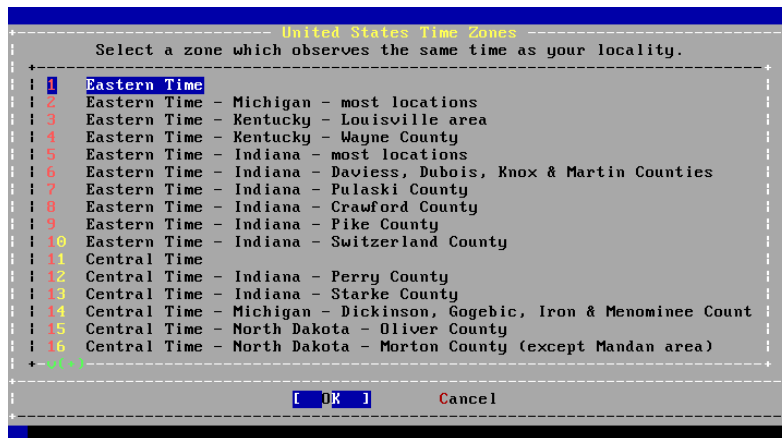 United States Time Zones
Select a zone which observes the same time as your locality.
1 Eastern Time
2 Eastern Time - Michigan - most locations
3 Eastern Time - Kentucky - Louisville area
4 Eastern Time - Kentucky - Wayne County
5 Eastern Time - Indiana - most locations
6 Eastern Time - Indiana - Daviess, Dubois, Knox & Martin Counties
7 Eastern Time - Indiana - Pulaski County
8 Eastern Time - Indiana - Crawford County
9 Eastern Time - Indiana - Pike County
10 Eastern Time - Indiana - Switzerland County
11 Central Time
12 Central Time - Indiana - Perry County
13 Central Time - Indiana - Starke County
14 Central Time - Michigan - Dickinson, Gogebic, Iron & Menominee Count
15 Central Time - North Dakota - Oliver County
16 Central Time - North Dakota - Morton County (except Mandan area)
v(+)
[ OK ] Cancel